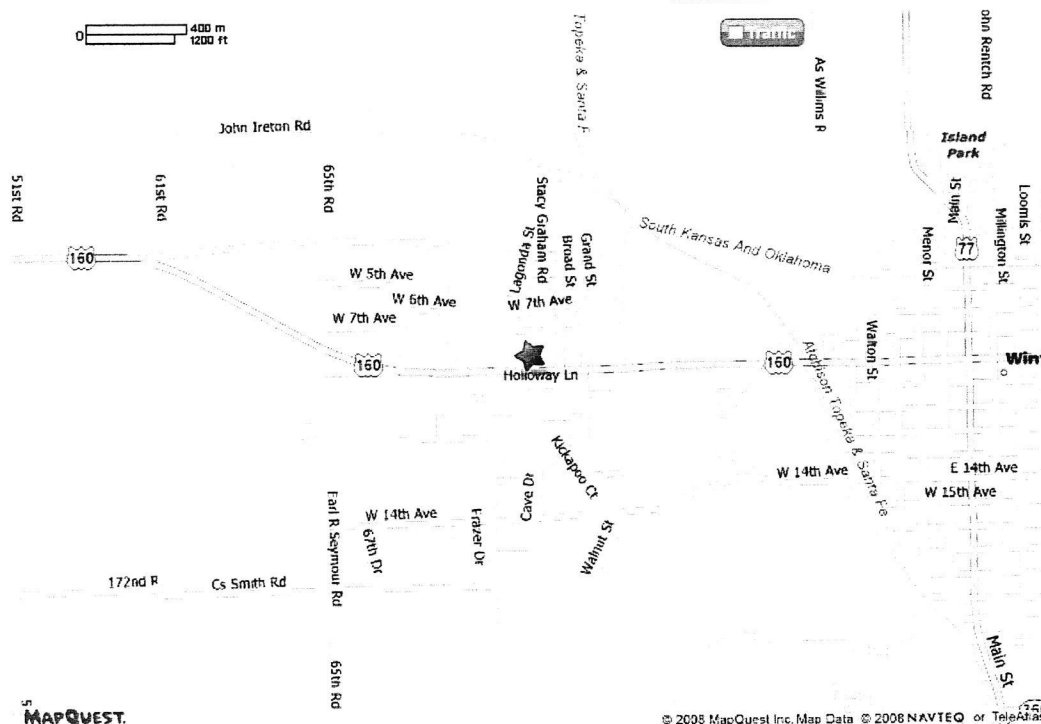 0
400 m
1200 ft
Topeka & Santa F
As Willims R
ohn Rentch Rd
John Ireton Rd
Island
Park
51st Rd
61st Rd
65th Rd
Stacy Graham Rd
Lagonda St
Broad St
Grand St
South Kansas And Oklahoma
Main St
Menor St
Millington St
Loomis St
77
160
W 5th Ave
W 6th Ave
W 7th Ave
W 7th Ave
160
Holloway Ln
160
Walton St
Winf
Atchison Topeka & Santa Fe
Kickapoo Ct
Cave Dr
Walnut St
W 14th Ave
E 14th Ave
W 15th Ave
W 14th Ave
67th Dr
Frazer Dr
Earl R Seymour Rd
172nd R
Cs Smith Rd
65th Rd
Main St
MAPQUEST.
© 2008 MapQuest Inc. Map Data © 2008 NAVTEQ or TeleAtlas